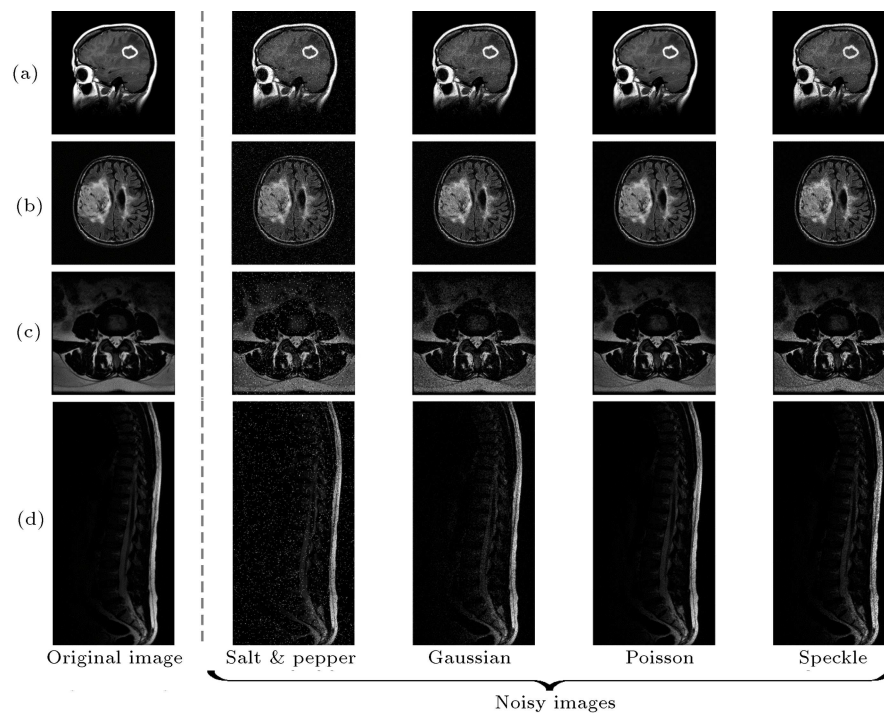 (a)
(b)
(c)
(d)
Original image
Salt & pepper
Gaussian
Poisson
Speckle
Noisy images